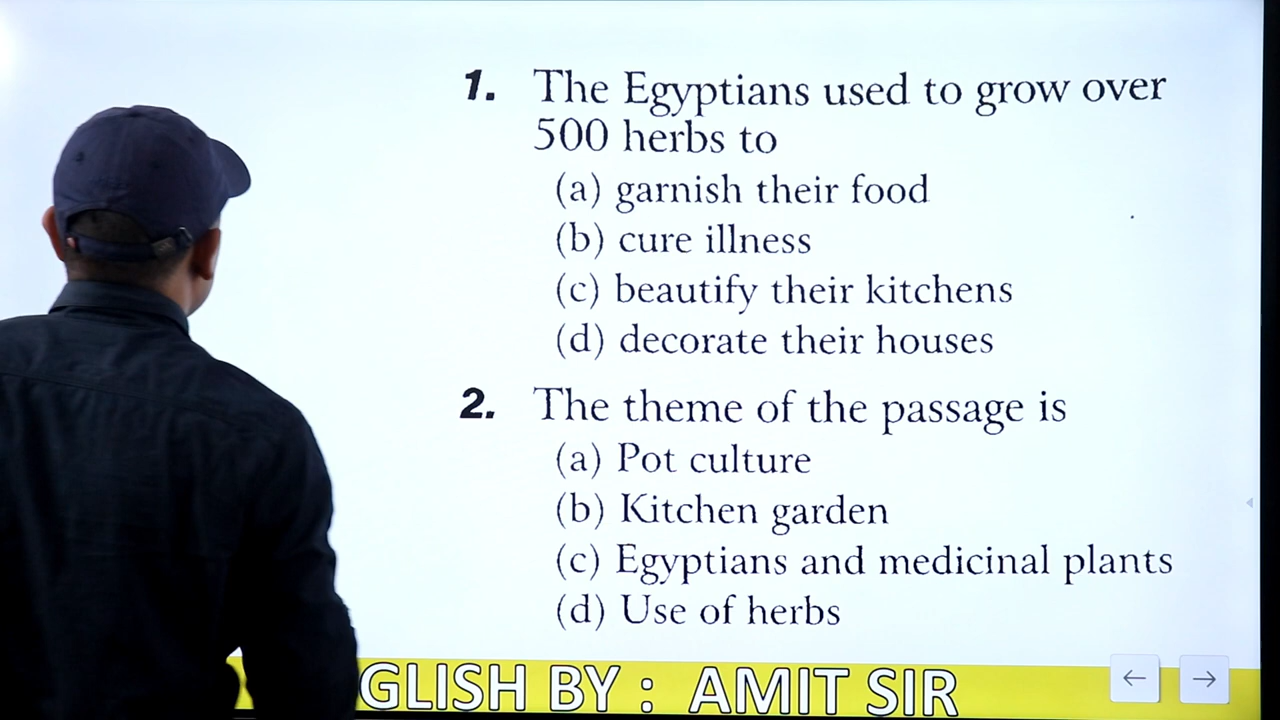 1. The Egyptians used to grow over
500 herbs to
(a) garnish their food
(b) cure illness
(c) beautify their kitchens
(d) decorate their houses
2. The theme of the passage is
(a) Pot culture
(b) Kitchen garden
(c) Egyptians and medicinal plants
(d) Use of herbs
GLISH BY : AMIT SIR